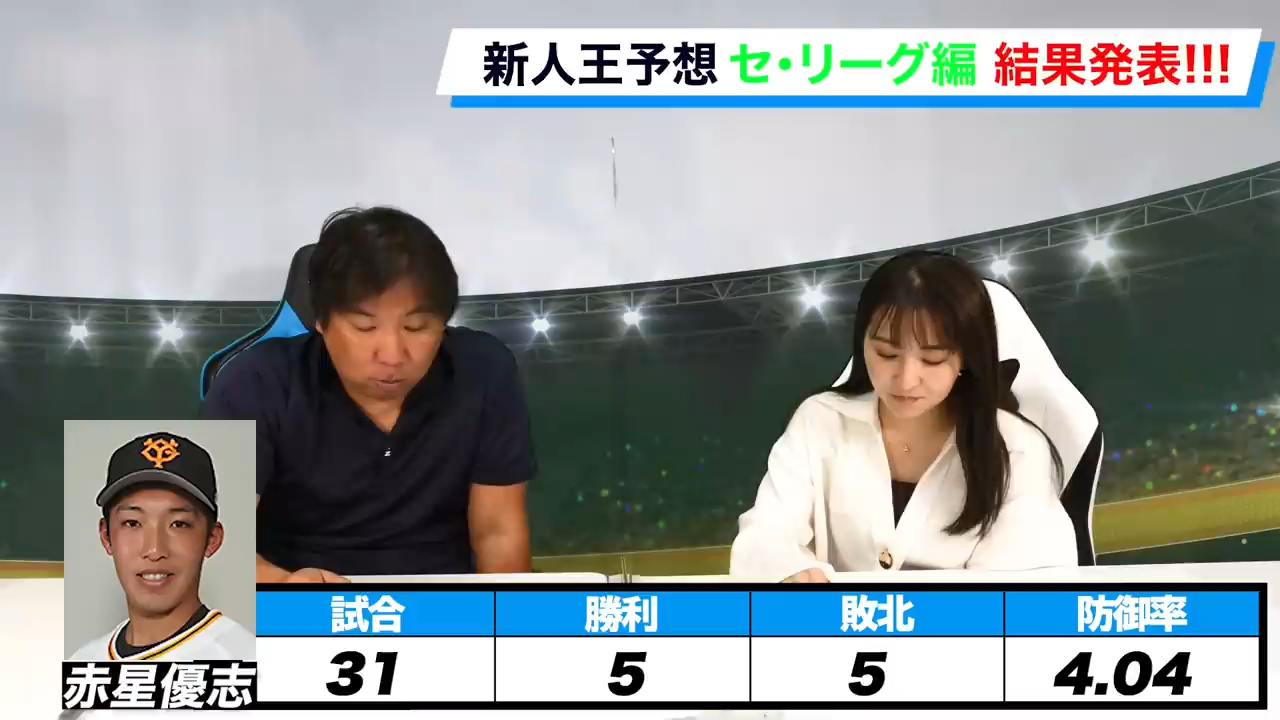 新人王予想 セ・リーグ編 結果発表!!!
試合 勝利 敗北 防御率
31 5 5 4.04
赤星優志